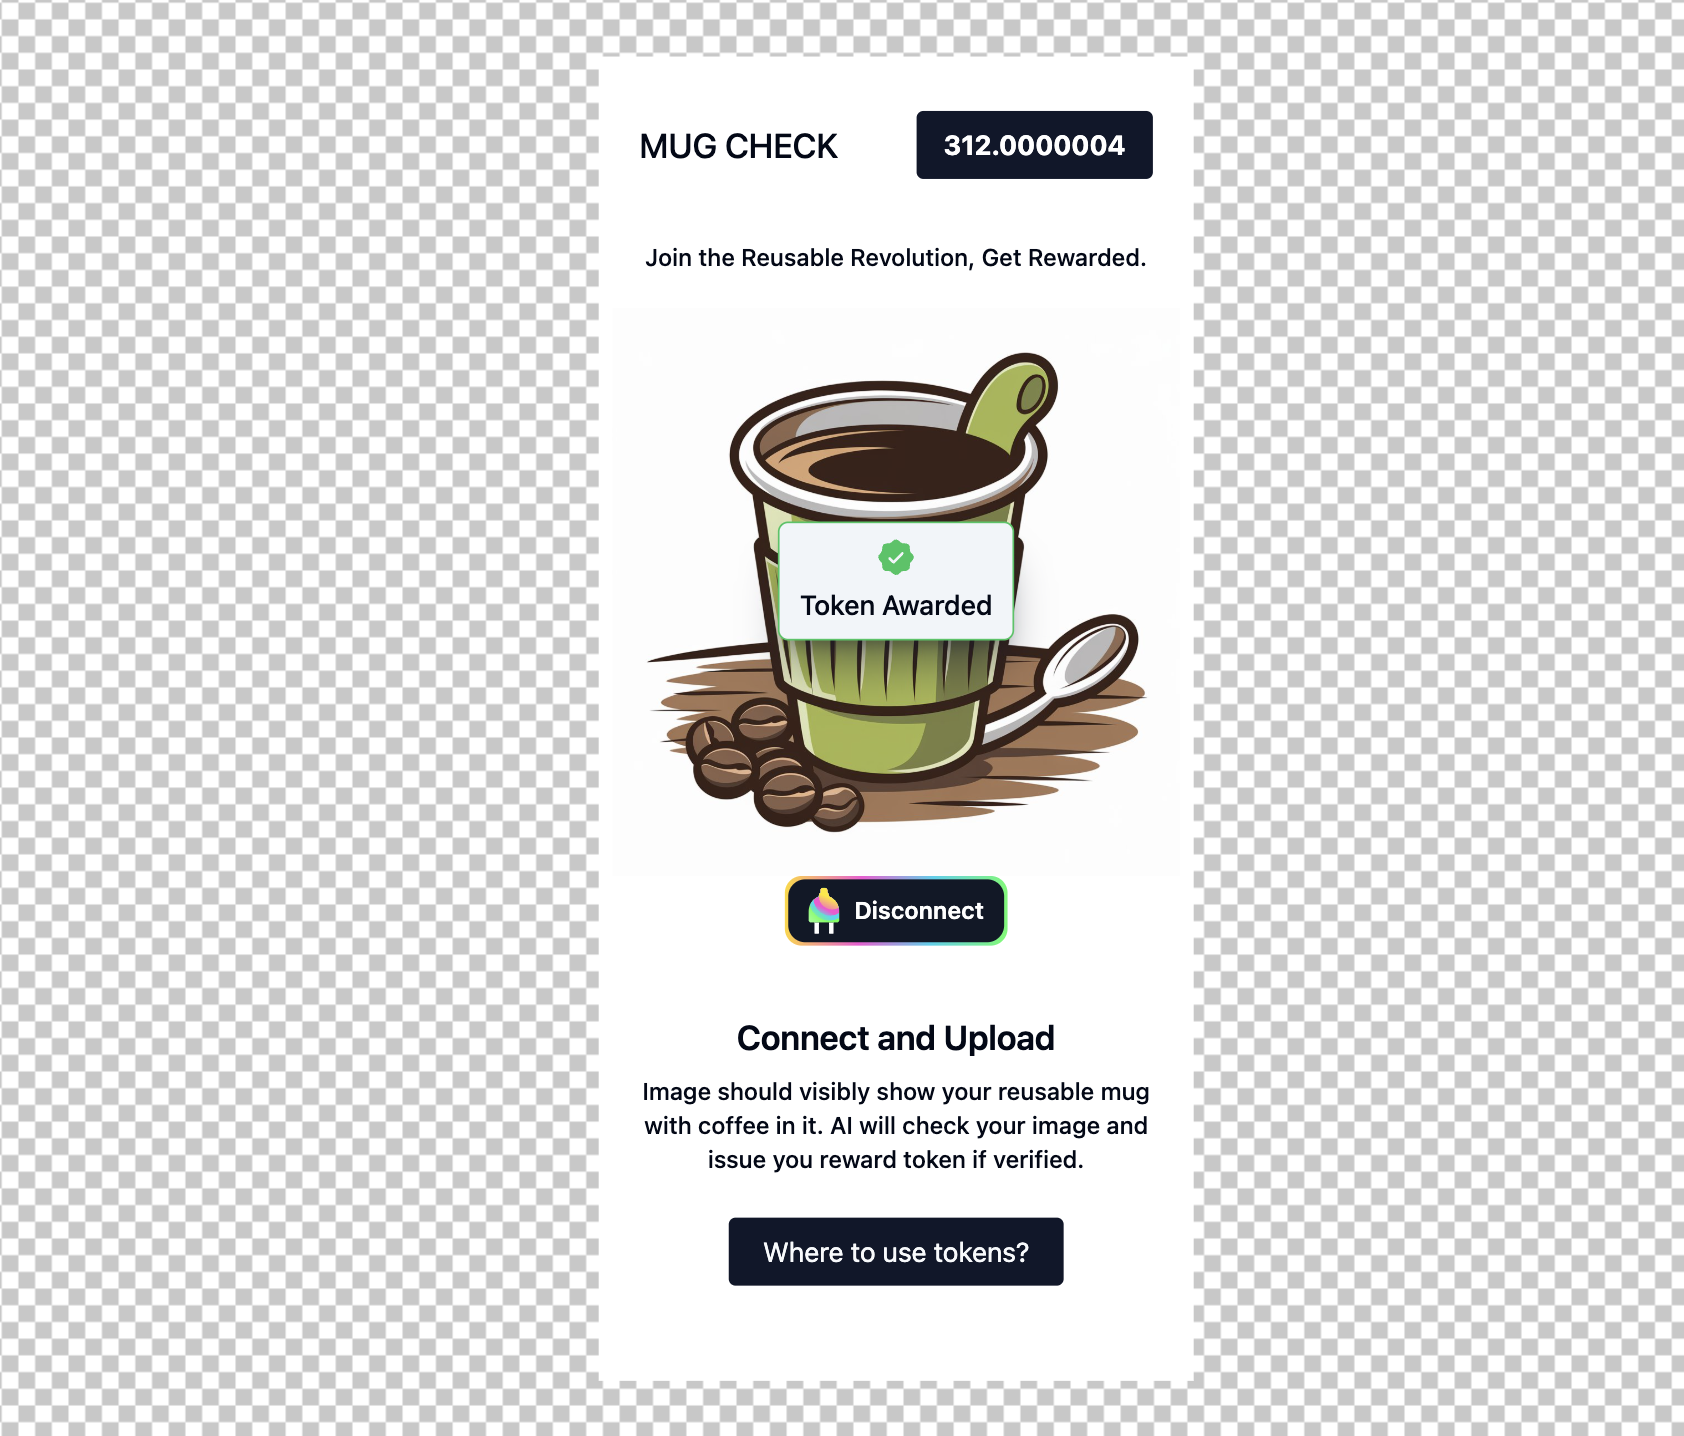 MUG CHECK
312.0000004
Join the Reusable Revolution, Get Rewarded.
Token Awarded
Disconnect
Connect and Upload
Image should visibly show your reusable mug
with coffee in it. AI will check your image and
issue you reward token if verified.
Where to use tokens?